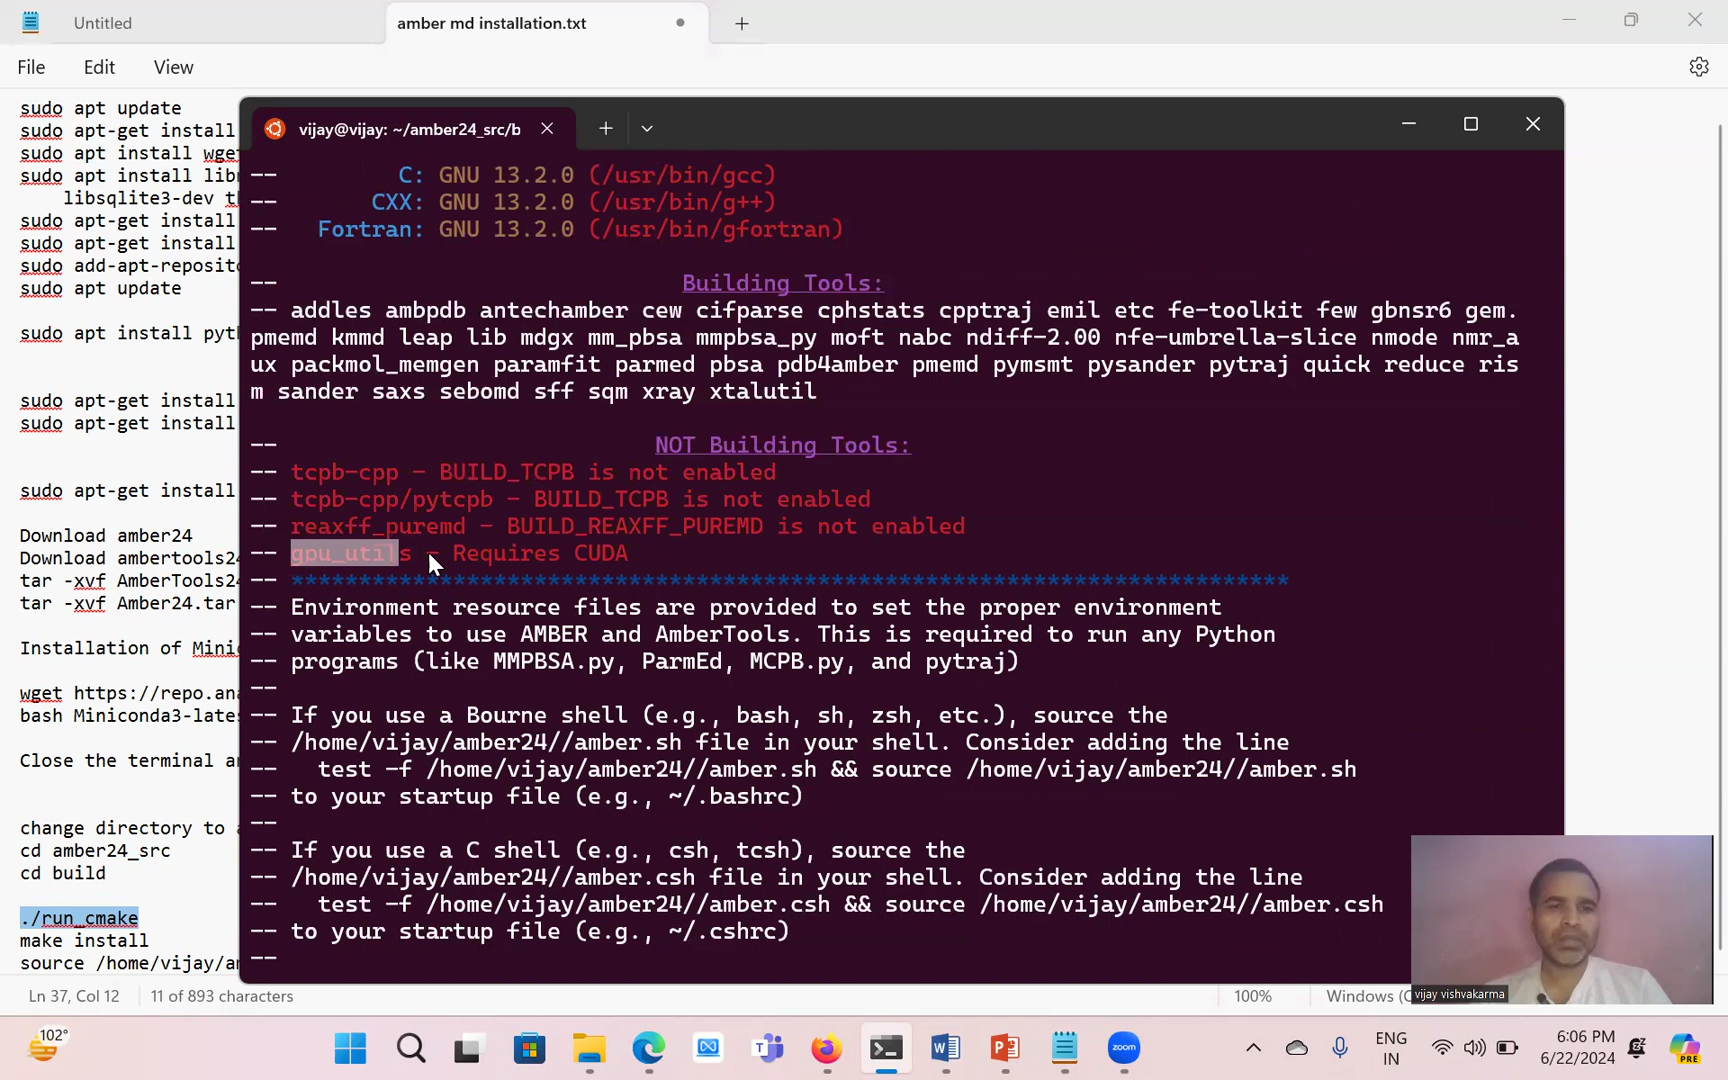 Untitled
amber md installation.txt
File
Edit
View
sudo apt update
sudo apt-get install
sudo apt install wget
sudo apt install lib
libsqlite3-dev
sudo apt-get install
sudo apt-get install
sudo add-apt-reposit
sudo apt update
sudo apt install pyth
sudo apt-get install
sudo apt-get install
sudo apt-get install
Download amber24
Download ambertools24
tar -xvf AmberTools24
tar -xvf Amber24.tar
Installation of Minic
wget https://repo.ana
bash Miniconda3-lates
Close the terminal
change directory to
cd amber24_src
cd build
./run_cmake
make install
source /home/vijay/
Ln 37, Col 12
11 of 893 characters
100%
Windows
vijay@vijay: ~/amber24_src/b
-- C: GNU 13.2.0 (/usr/bin/gcc)
-- CXX: GNU 13.2.0 (/usr/bin/g++)
-- Fortran: GNU 13.2.0 (/usr/bin/gfortran)
-- Building Tools:
-- addles ambpdb antechamber cew cifparse cphstats cpptraj emil etc fe-toolkit few gbnsr6 gem.
pmemd kmmd leap lib mdgx mm_pbsa mmpbsa_py moft nabc ndiff-2.00 nfe-umbrella-slice nmode nmr_a
ux packmol_memgen paramfit parmed pbsa pdb4amber pmemd pymsmt pysander pytraj quick reduce ris
m sander saxs sebomd sff sqm xray xtalutil
-- NOT Building Tools:
-- tcpb-cpp - BUILD_TCPB is not enabled
-- tcpb-cpp/pytcpb - BUILD_TCPB is not enabled
-- reaxff_puremd - BUILD_REAXFF_PUREMD is not enabled
-- gpu_utils - Requires CUDA
-- **************************************************************************
-- Environment resource files are provided to set the proper environment
-- variables to use AMBER and AmberTools. This is required to run any Python
-- programs (like MMPBSA.py, ParmEd, MCPB.py, and pytraj)
--
-- If you use a Bourne shell (e.g., bash, sh, zsh, etc.), source the
-- /home/vijay/amber24//amber.sh file in your shell. Consider adding the line
-- test -f /home/vijay/amber24//amber.sh && source /home/vijay/amber24//amber.sh
-- to your startup file (e.g., ~/.bashrc)
--
-- If you use a C shell (e.g., csh, tcsh), source the
-- /home/vijay/amber24//amber.csh file in your shell. Consider adding the line
-- test -f /home/vijay/amber24//amber.csh && source /home/vijay/amber24//amber.csh
-- to your startup file (e.g., ~/.cshrc)
--
vijay vishvakarma
102°
zoom
ENG
IN
6:06 PM
6/22/2024
PRE